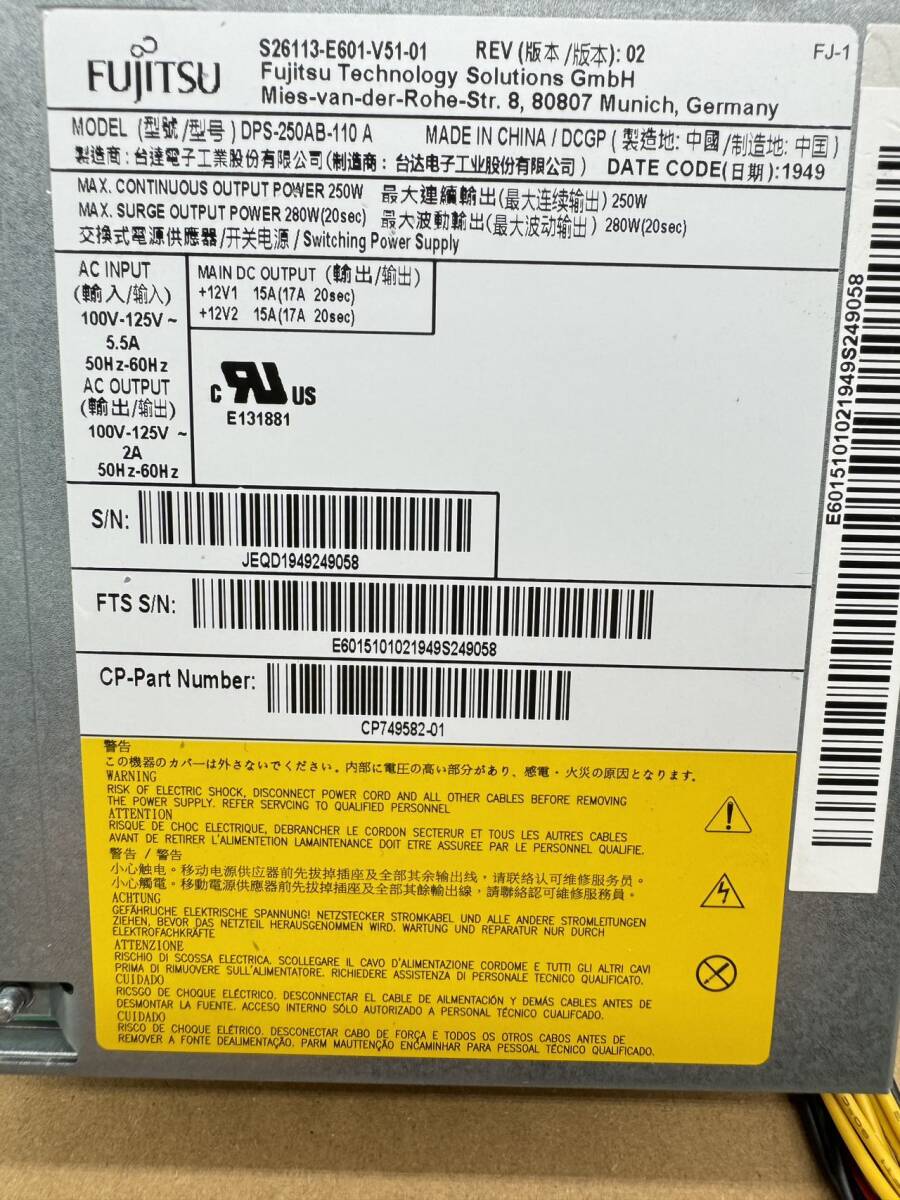 FUJITSU
S26113-E601-V51-01 REV (版本/版本): 02 FJ-1
Fujitsu Technology Solutions GmbH
Mies-van-der-Rohe-Str. 8, 80807 Munich, Germany
MODEL (型號/型号) DPS-250AB-110 A MADE IN CHINA / DCGP (製造地: 中國/制造地: 中国)
製造商: 台達電子工業股份有限公司(制造商: 台达电子工业股份有限公司) DATE CODE(日期):1949
MAX. CONTINUOUS OUTPUT POWER 250W 最大連續輸出(最大连续输出) 250W
MAX. SURGE OUTPUT POWER 280W(20sec) 最大波動輸出(最大波动输出) 280W(20sec)
交換式電源供應器/开关电源/Switching Power Supply
AC INPUT
(輸入/输入)
100V-125V ~
5.5A
50Hz-60Hz
AC OUTPUT
(輸出/输出)
100V-125V ~
2A
50Hz-60Hz
MAIN DC OUTPUT (輸出/输出)
+12V1 15A(17A 20sec)
+12V2 15A(17A 20sec)
C RU US
E131881
S/N:
JEQD1949249058
FTS S/N:
E6015101021949S249058
CP-Part Number:
CP749582-01
E6015101021949S249058
警告
この機器のカバーは外さないでください。内部に電圧の高い部分があり、感電・火災の原因となります。
WARNING
RISK OF ELECTRIC SHOCK, DISCONNECT POWER CORD AND ALL OTHER CABLES BEFORE REMOVING
THE POWER SUPPLY. REFER SERVCING TO QUALIFIED PERSONNEL
ATTENTION
RISQUE DE CHOC ELECTRIQUE, DEBRANCHER LE CORDON SECTERUR ET TOUS LES AUTRES CABLES
AVANT DE RETIRER L'ALIMENTETION LAMAINTENANCE DOIT ETRE ASSUREE PAR LE PERSONNEL QUALIFIE.
警告 / 警告
小心触电。移动电源供应器前先拔掉插座及全部其余输出线，请联络认可维修服务员。
小心觸電。移動電源供應器前先拔掉插座及全部其餘輸出線，請聯絡認可維修服務員。
ACHTUNG
GEFÄHRLICHE ELEKTRISCHE SPANNUNG! NETZSTECKER STROMKABEL UND ALLE ANDERE STROMLEITUNGEN
ZIEHEN, BEVOR DAS NETZTEIL HERAUSGENOMMEN WIRD. WARTUNG UND REPARATUR NUR DURCH
ELEKTROFACHKRÄFTE
ATTENZIONE
RISCHIO DI SCOSSA ELECTRICA. SCOLLEGARE IL CAVO D'ALIMENTAZIONE CORDOME E TUTTI GLI ALTRI CAVI
PRIMA DI RIMUOVERE SULL'ALIMENTATORE. RICHIEDERE ASSISTENZA DI PERSONALE TECNICO QUALIFICATO.
CUIDADO
RICSGO DE CHOQUE ELÉCTRICO. DESCONNECTAR EL CABLE DE AILMENTACIÓN Y DEMÁS CABLES ANTES DE
DESMONTAR LA FUENTE. ACCESO INTERNO SÓLO AUTORIZADO A PERSONAL TÉCNICO CUALIFCADO.
CUIDADO
RISCO DE CHOQUE ELÉTRICO. DESCONECTAR CABO DE FORÇA E TODOS OS OTROS CABOS ANTES DE
REMOVER A FONTE DEALIMENTAÇÃO. PARM MAUTTENÇÃO ENCAMINHAR PARA PESSOAL TÉCNICO QUALIFICADO.